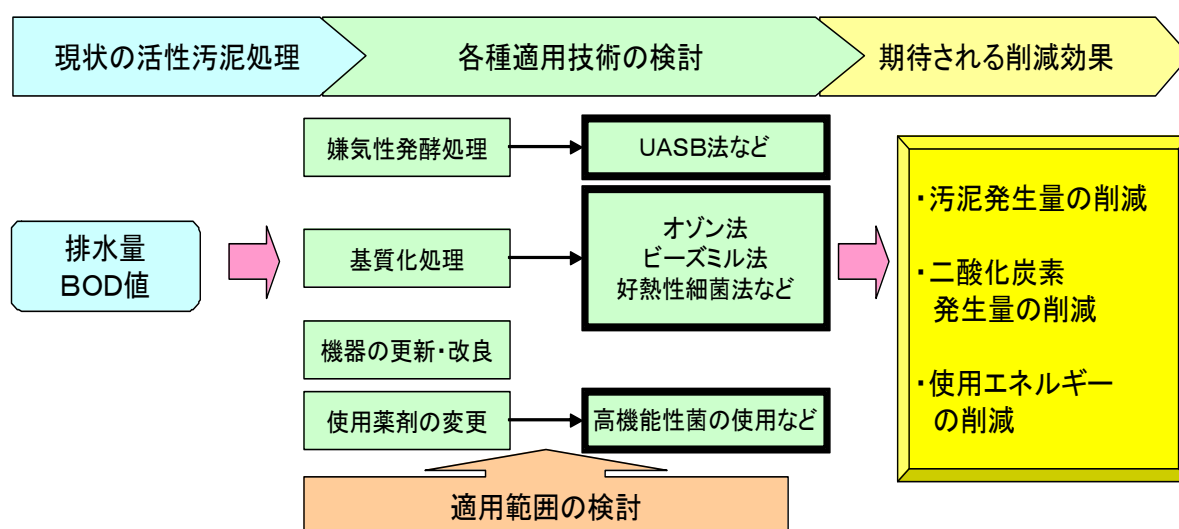 現状の活性汚泥処理
各種適用技術の検討
期待される削減効果
嫌気性発酵処理
UASB法など
排水量
BOD値
基質化処理
オゾン法
ビーズミル法
好熱性細菌法など
機器の更新・改良
使用薬剤の変更
高機能性菌の使用など
適用範囲の検討
・汚泥発生量の削減
・二酸化炭素
発生量の削減
・使用エネルギー
の削減